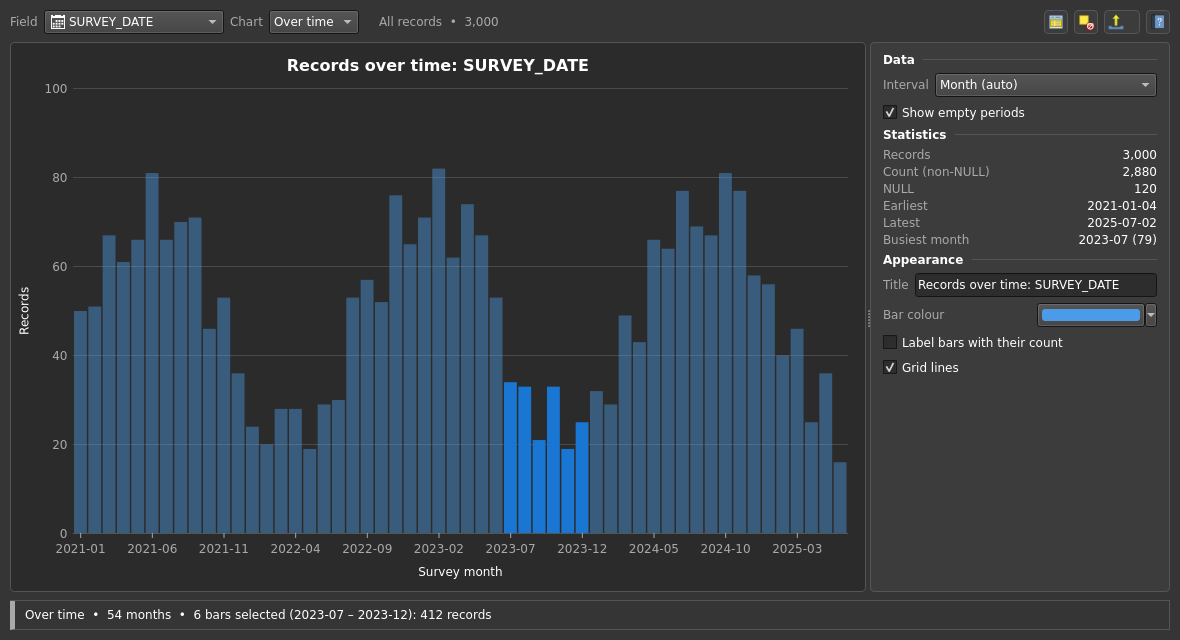 Field SURVEY_DATE Chart Over time All records • 3,000
Records over time: SURVEY_DATE
100
80
60
40
20
0
Records
2021-01 2021-06 2021-11 2022-04 2022-09 2023-02 2023-07 2023-12 2024-05 2024-10 2025-03
Survey month
Data
Interval Month (auto)
Show empty periods
Statistics
Records 3,000
Count (non-NULL) 2,880
NULL 120
Earliest 2021-01-04
Latest 2025-07-02
Busiest month 2023-07 (79)
Appearance
Title Records over time: SURVEY_DATE
Bar colour
Label bars with their count
Grid lines
Over time • 54 months • 6 bars selected (2023-07 – 2023-12): 412 records